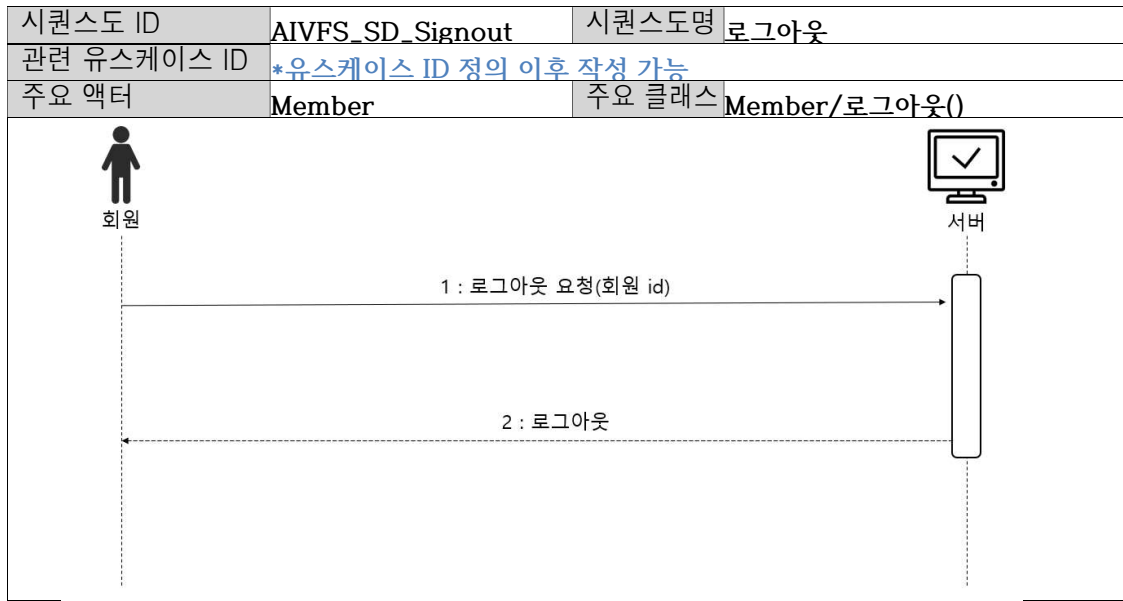 시퀀스도 ID AIVFS_SD_Signout 시퀀스도명 로그아웃
관련 유스케이스 ID *유스케이스 ID 정의 이후 작성 가능
주요 액터 Member 주요 클래스 Member/로그아웃()
회원 서버
1 : 로그아웃 요청(회원 id)
2 : 로그아웃